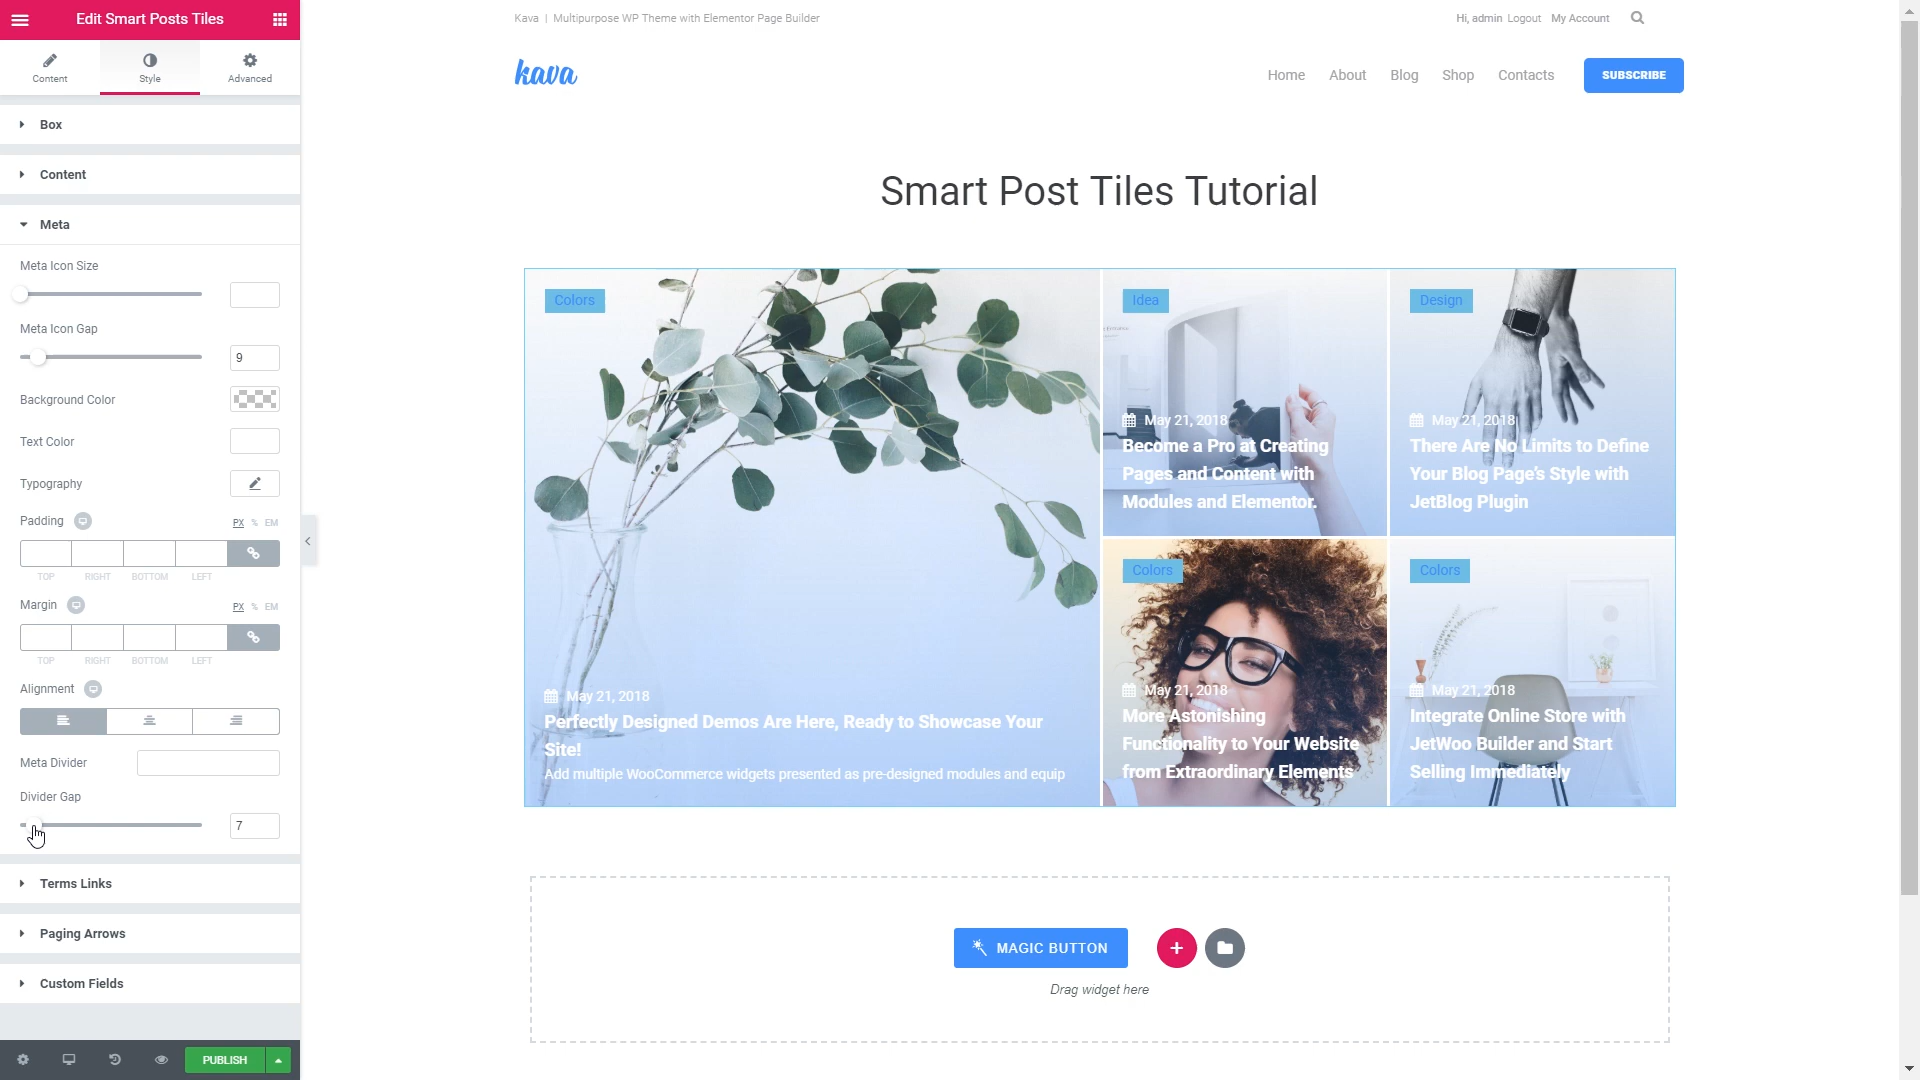 Edit Smart Posts Tiles
Content
Style
Advanced
Box
Content
Meta
Meta Icon Size
Meta Icon Gap
9
Background Color
Text Color
Typography
Padding
PX % EM
TOP RIGHT BOTTOM LEFT
Margin
PX % EM
TOP RIGHT BOTTOM LEFT
Alignment
Meta Divider
Divider Gap
7
Terms Links
Paging Arrows
Custom Fields
PUBLISH
Kava | Multipurpose WP Theme with Elementor Page Builder
Hi, admin Logout My Account
kava
Home About Blog Shop Contacts
SUBSCRIBE
Smart Post Tiles Tutorial
Colors
May 21, 2018
Perfectly Designed Demos Are Here, Ready to Showcase Your
Site!
Add multiple WooCommerce widgets presented as pre-designed modules and equip
Idea
May 21, 2018
Become a Pro at Creating
Pages and Content with
Modules and Elementor.
Design
May 21, 2018
There Are No Limits to Define
Your Blog Page's Style with
JetBlog Plugin
Colors
May 21, 2018
More Astonishing
Functionality to Your Website
from Extraordinary Elements
Colors
May 21, 2018
Integrate Online Store with
JetWoo Builder and Start
Selling Immediately
MAGIC BUTTON
Drag widget here